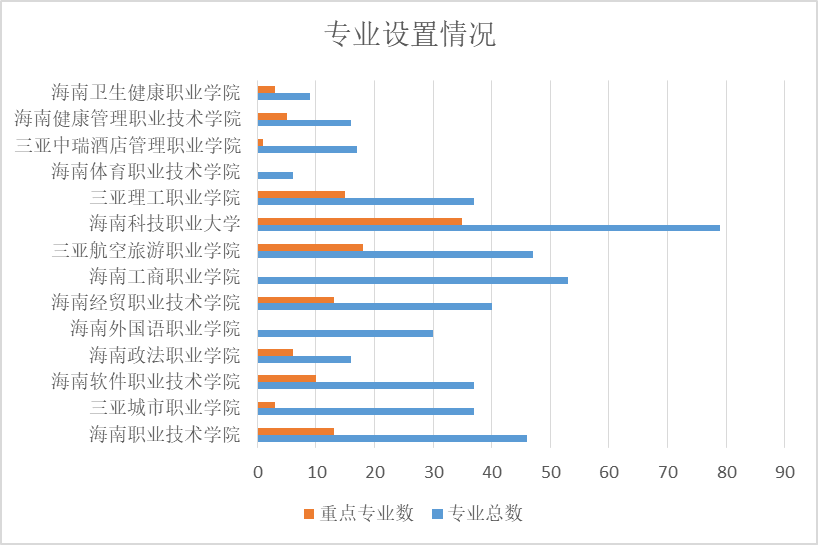 专业设置情况
海南卫生健康职业学院
海南健康管理职业技术学院
三亚中瑞酒店管理职业学院
海南体育职业技术学院
三亚理工职业学院
海南科技职业大学
三亚航空旅游职业学院
海南工商职业学院
海南经贸职业技术学院
海南外国语职业学院
海南政法职业学院
海南软件职业技术学院
三亚城市职业学院
海南职业技术学院
0 10 20 30 40 50 60 70 80 90
重点专业数 专业总数